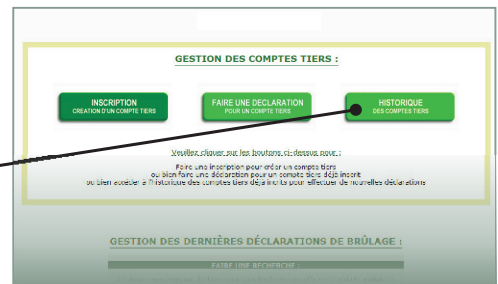 GESTION DES COMPTES TIERS :
INSCRIPTION
CREATION D'UN COMPTE TIERS
FAIRE UNE DECLARATION
POUR UN COMPTE TIERS
HISTORIQUE
DES COMPTES TIERS
Veuillez cliquer sur les boutons ci-dessus pour :
Faire une inscription pour créer un compte tiers
ou bien faire une déclaration pour un compte tiers déjà inscrit
ou bien accéder à l'historique des comptes tiers déjà incrits pour effectuer de nouvelles déclarations
GESTION DES DERNIÈRES DÉCLARATIONS DE BRÛLAGE :
FAIRE UNE RECHERCHE :